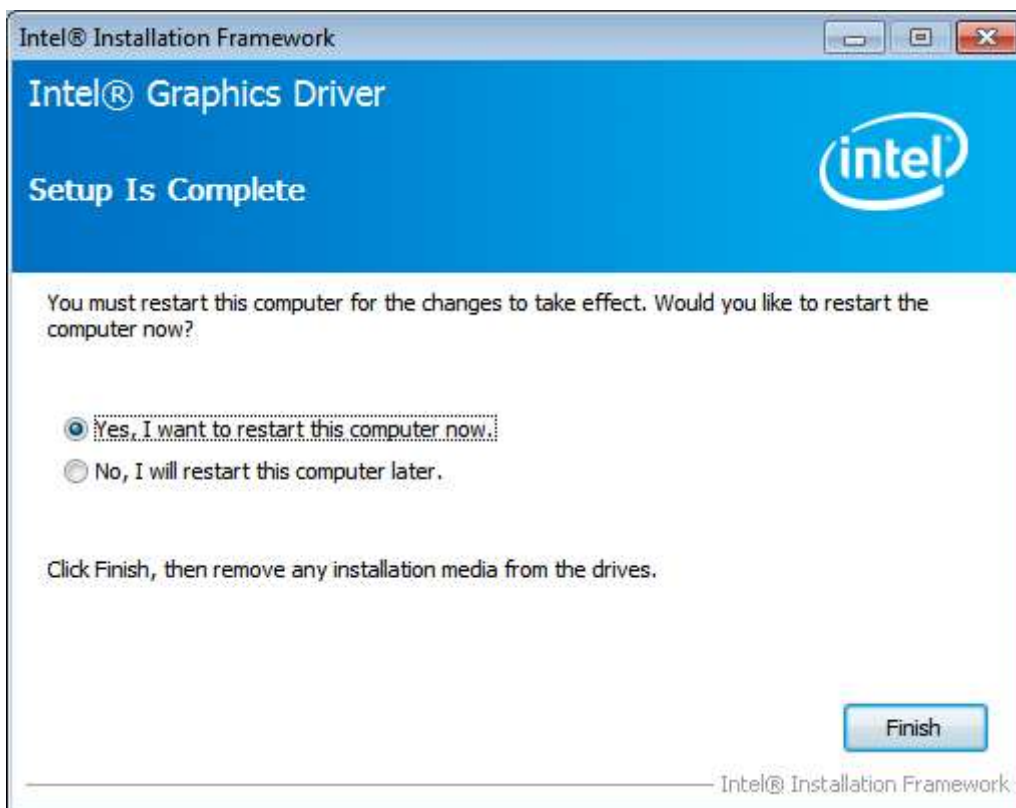 Intel® Installation Framework
Intel® Graphics Driver
intel
Setup Is Complete
You must restart this computer for the changes to take effect. Would you like to restart the
computer now?
Yes, I want to restart this computer now.
No, I will restart this computer later.
Click Finish, then remove any installation media from the drives.
Finish
Intel® Installation Framework